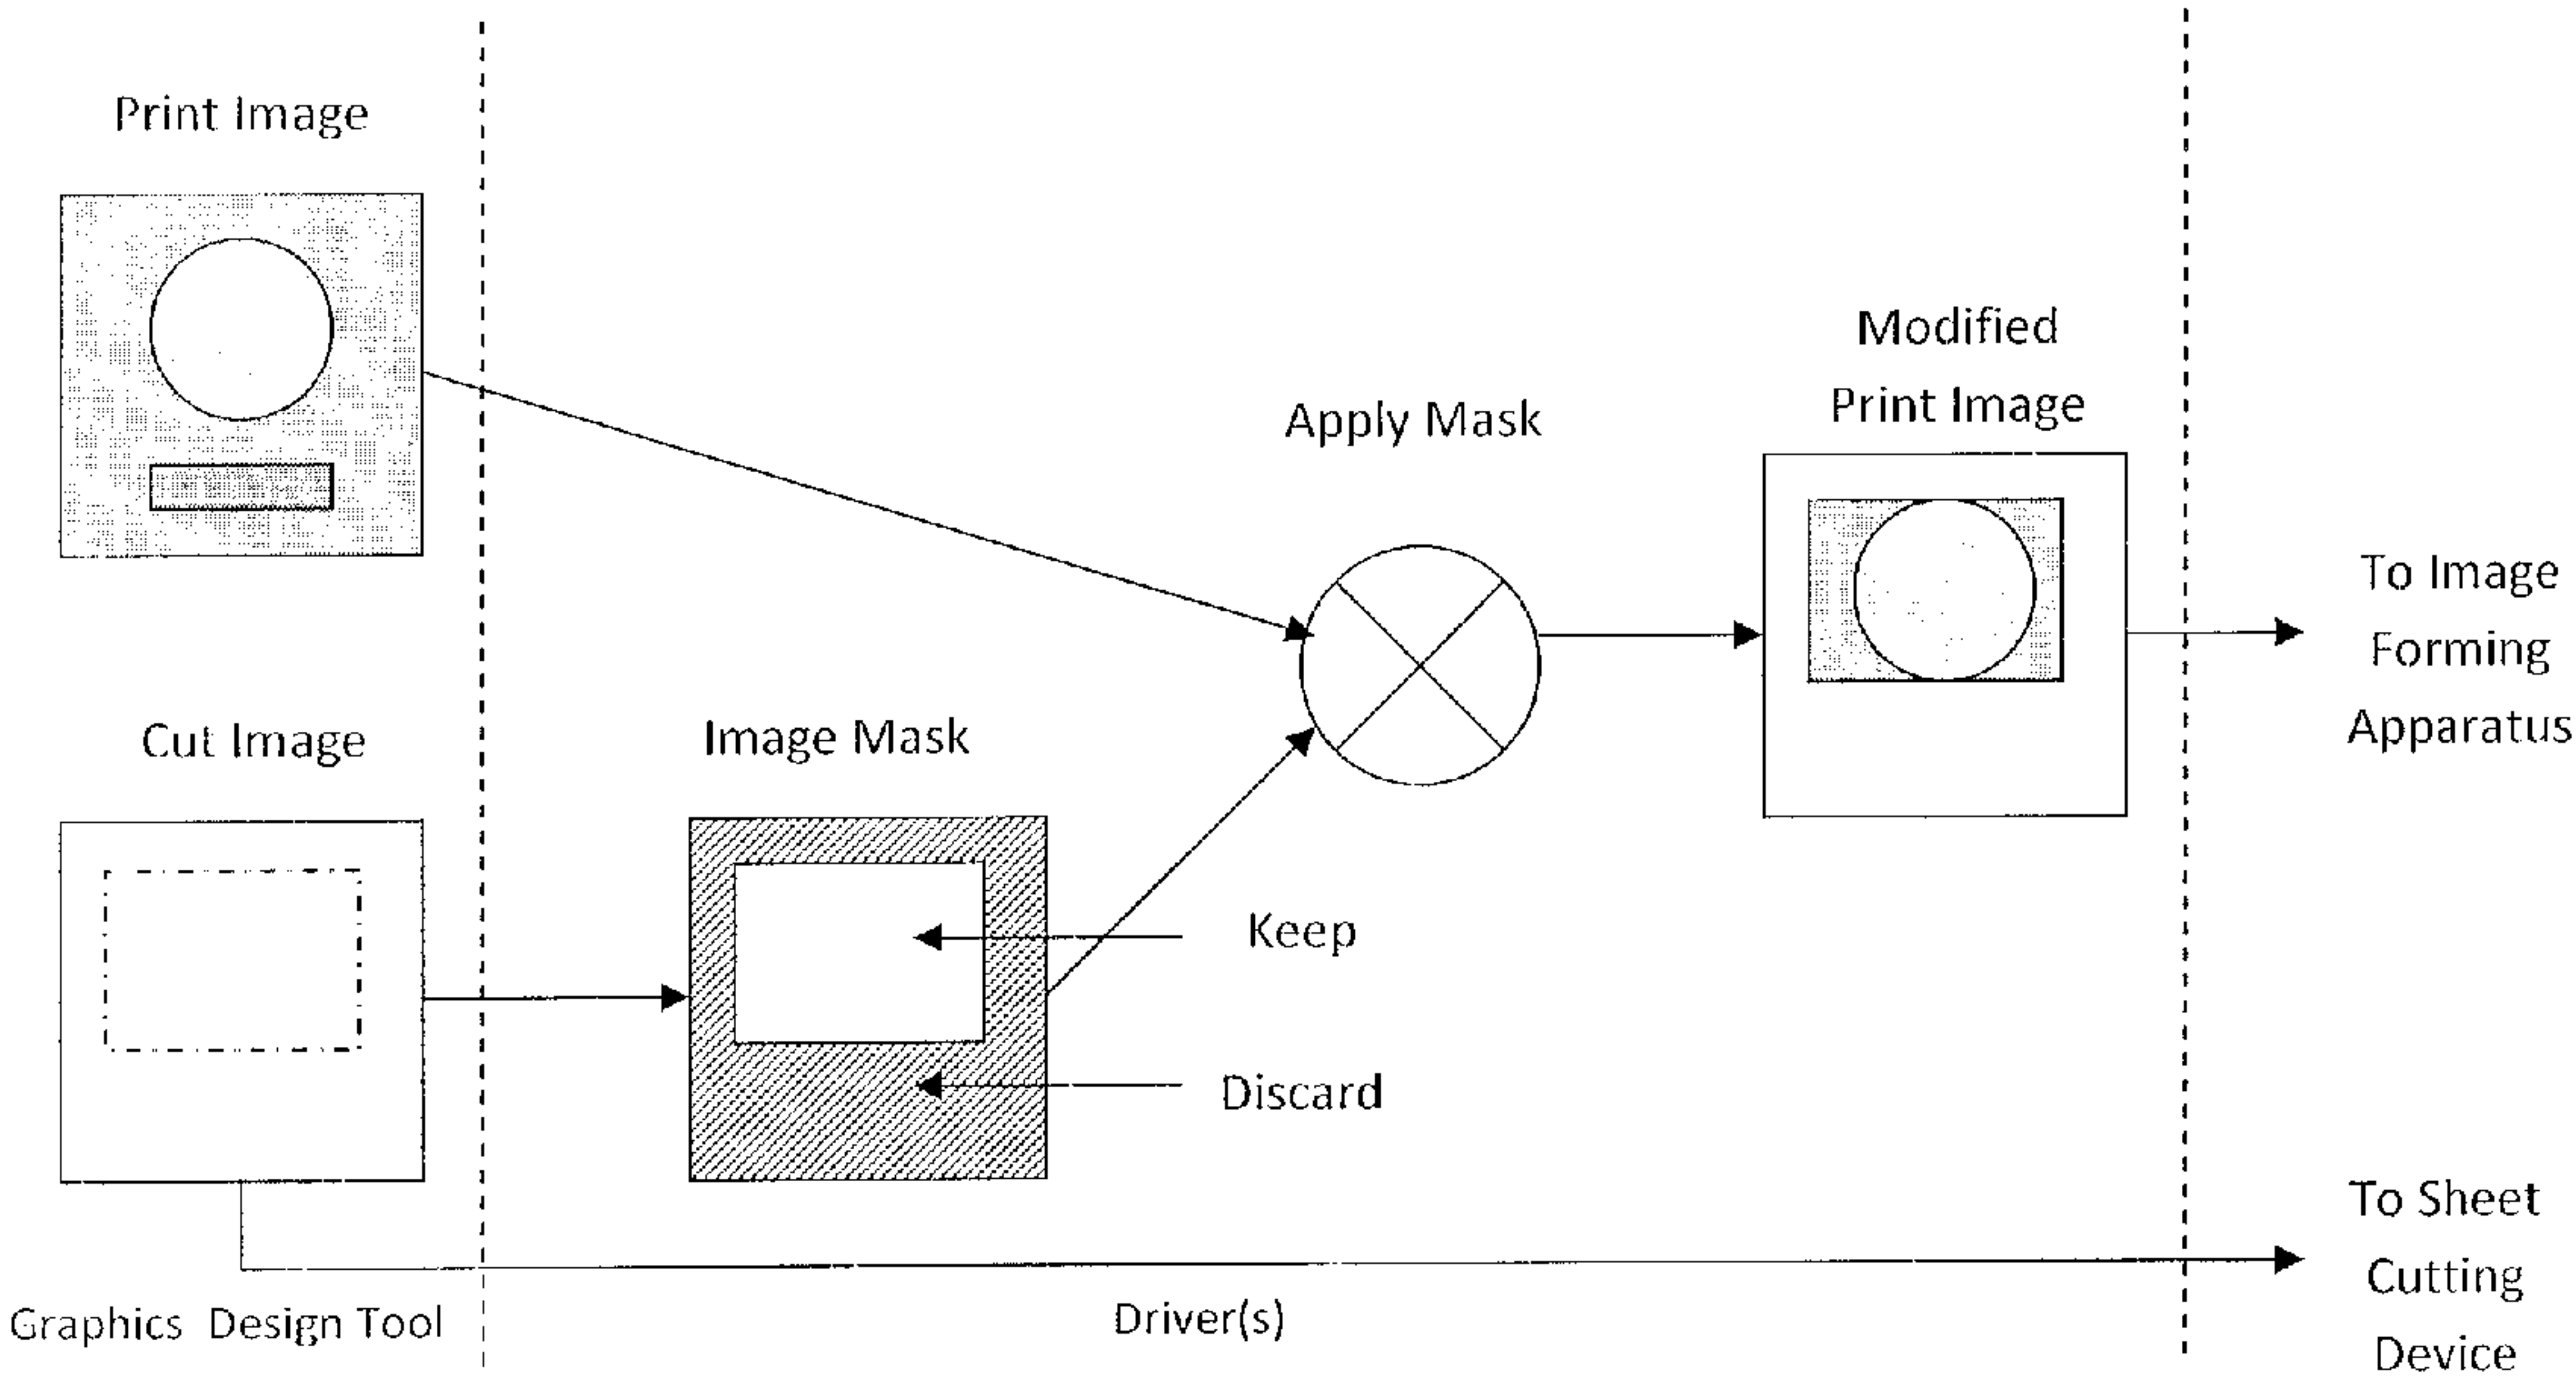 Print Image
Cut Image
Graphics Design Tool
Image Mask
Keep
Discard
Apply Mask
Modified
Print Image
Driver(s)
To Image
Forming
Apparatus
To Sheet
Cutting
Device